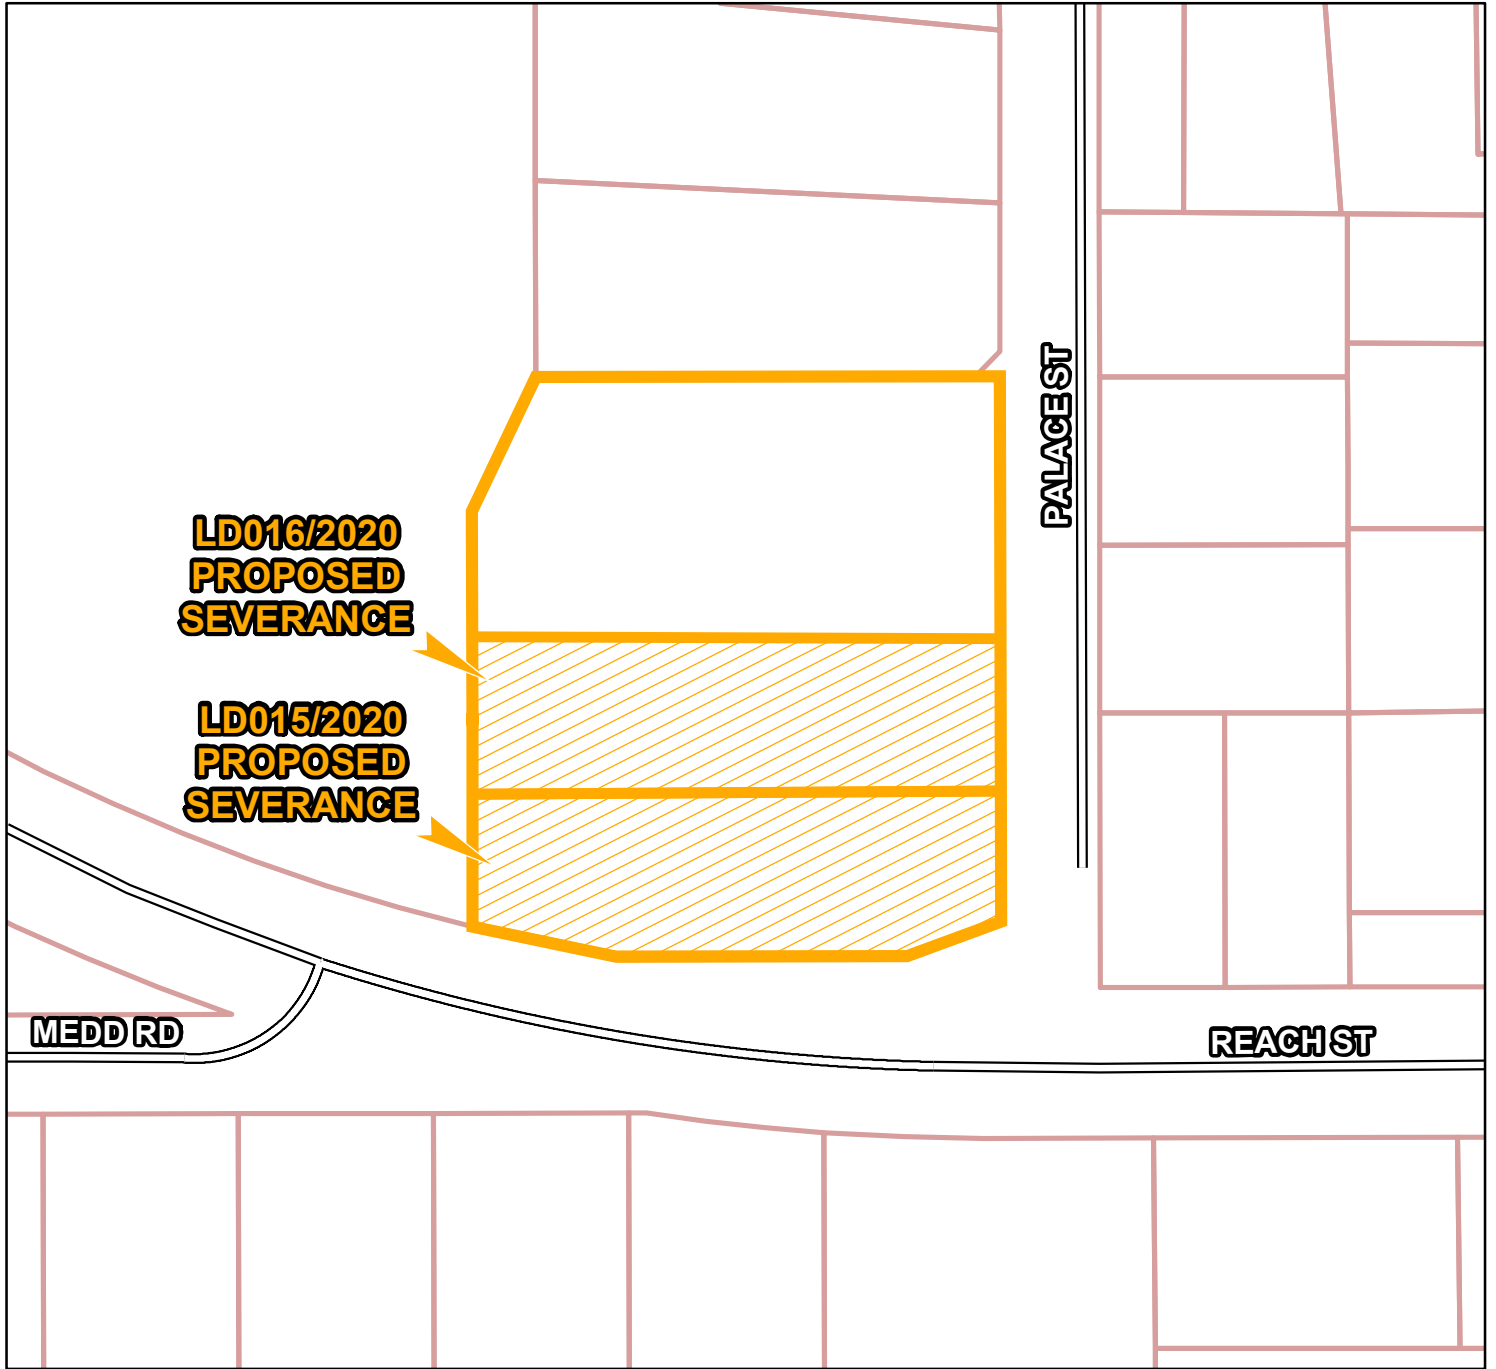 PALACE ST
LD016/2020
PROPOSED
SEVERANCE
LD015/2020
PROPOSED
SEVERANCE
MEDD RD
REACH ST